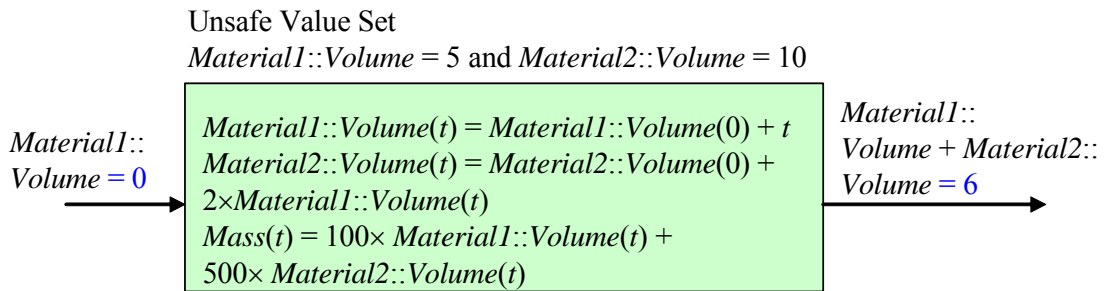 Unsafe Value Set
Material1::Volume = 5 and Material2::Volume = 10
Material1::
Volume = 0
Material1::Volume(t) = Material1::Volume(0) + t
Material2::Volume(t) = Material2::Volume(0) +
2×Material1::Volume(t)
Mass(t) = 100× Material1::Volume(t) +
500× Material2::Volume(t)
Material1::
Volume + Material2::
Volume = 6